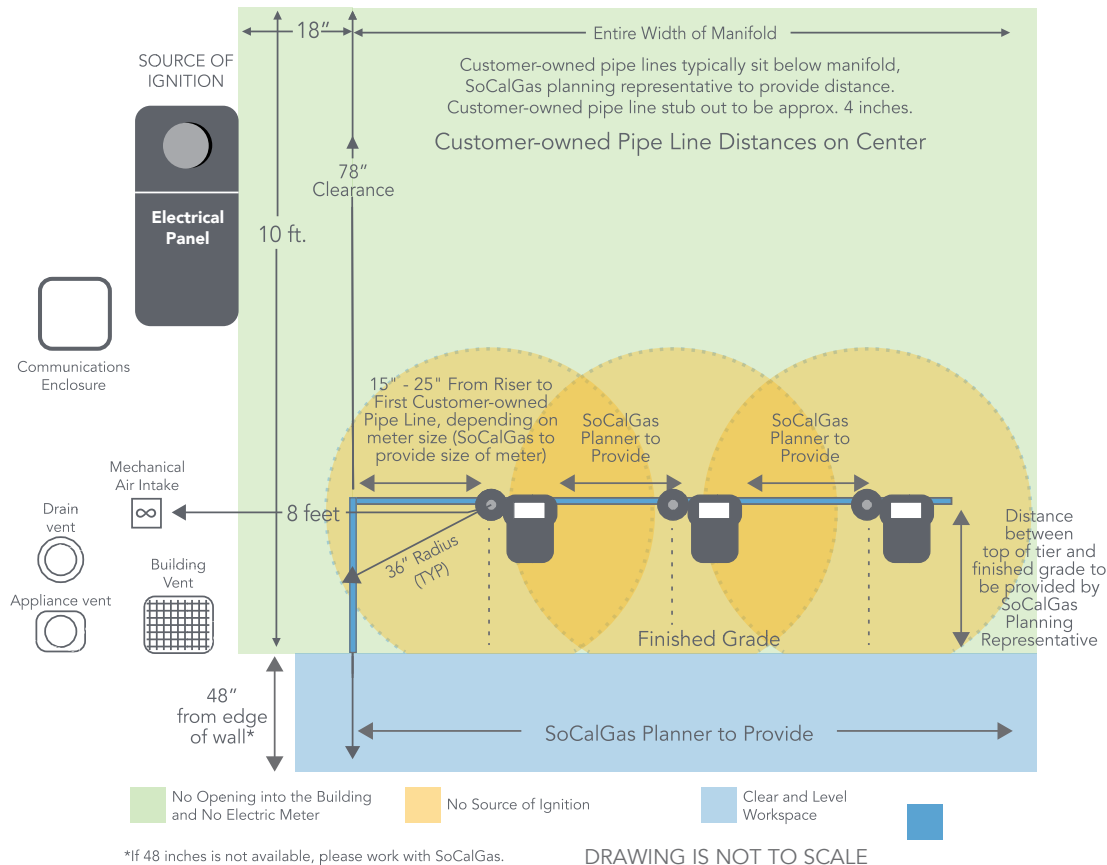 18”
Entire Width of Manifold
SOURCE OF
IGNITION
Customer-owned pipe lines typically sit below manifold,
SoCalGas planning representative to provide distance.
Customer-owned pipe line stub out to be approx. 4 inches.
Customer-owned Pipe Line Distances on Center
78”
Clearance
Electrical
Panel
10 ft.
Communications
Enclosure
15" - 25" From Riser to
First Customer-owned
Pipe Line, depending on
meter size (SoCalGas to
provide size of meter)
SoCalGas
Planner to
Provide
SoCalGas
Planner to
Provide
Mechanical
Air Intake
∞
8 feet
Drain
vent
36” Radius
(TYP)
Building
Vent
Appliance vent
Distance
between
top of tier and
finished grade to
be provided by
SoCalGas
Planning
Representative
Finished Grade
48”
from edge
of wall*
SoCalGas Planner to Provide
No Opening into the Building
and No Electric Meter
No Source of Ignition
Clear and Level
Workspace
*If 48 inches is not available, please work with SoCalGas.
DRAWING IS NOT TO SCALE